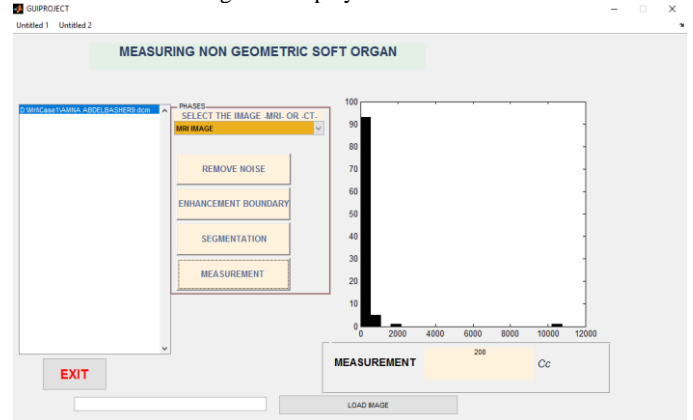 GUIPROJECT
Untitled 1 Untitled 2
MEASURING NON GEOMETRIC SOFT ORGAN
D:\Mri\Case1\AMNA ABDELBASHER9.dcm
PHASES
SELECT THE IMAGE -MRI- OR -CT-
MRI IMAGE
REMOVE NOISE
ENHANCEMENT BOUNDARY
SEGMENTATION
MEASUREMENT
100
90
80
70
60
50
40
30
20
10
0
0 2000 4000 6000 8000 10000 12000
MEASUREMENT 208 Cc
EXIT
LOAD IMAGE